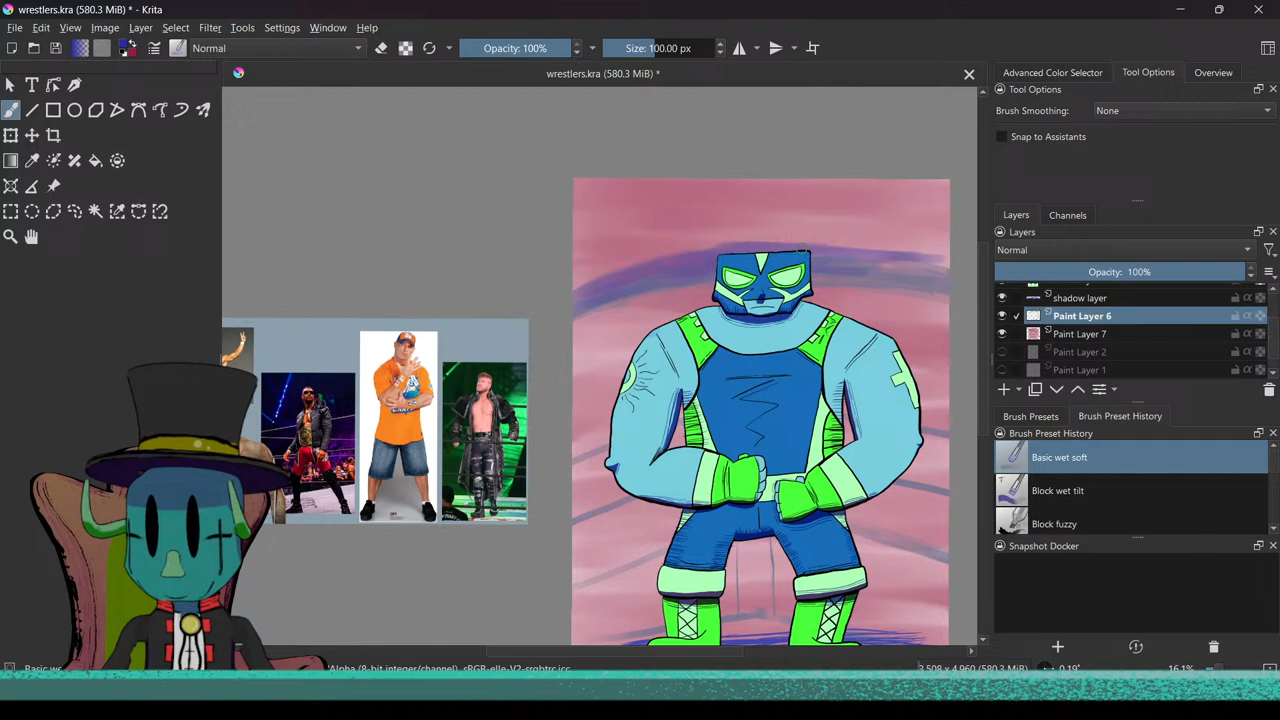 wrestlers.kra (580.3 MiB) * - Krita
File Edit View Image Layer Select Filter Tools Settings Window Help
Normal Opacity: 100% Size: 100.00 px
wrestlers.kra (580.3 MiB) *
Advanced Color Selector Tool Options Overview
Tool Options
Brush Smoothing: None
Snap to Assistants
Layers Channels
Layers
Normal
Opacity: 100%
shadow layer
Paint Layer 6
Paint Layer 7
Paint Layer 2
Paint Layer 1
Brush Presets Brush Preset History
Brush Preset History
Basic wet soft
Block wet tilt
Block fuzzy
Snapshot Docker